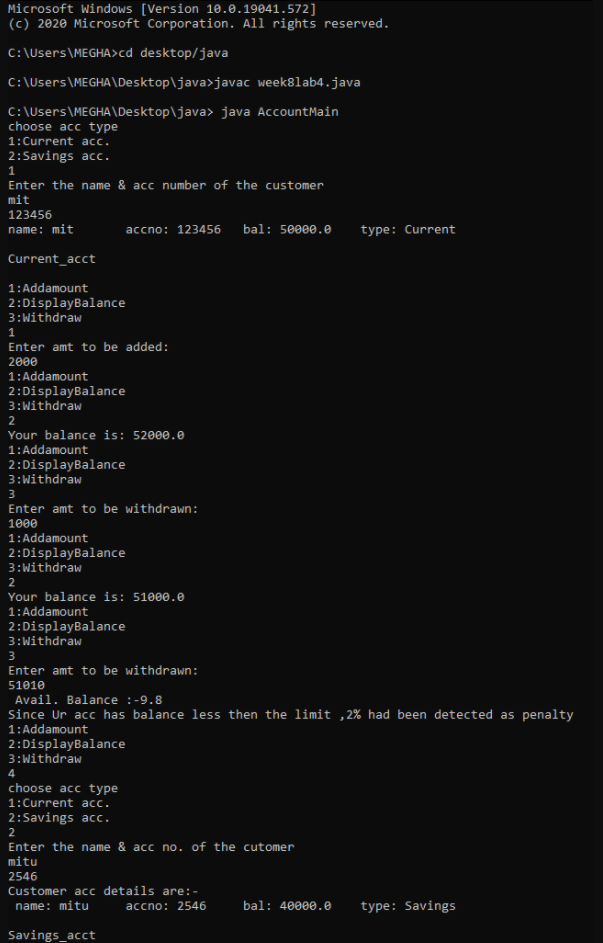 Microsoft Windows [Version 10.0.19041.572]
(c) 2020 Microsoft Corporation. All rights reserved.
C:\Users\MEGHA>cd desktop/java
C:\Users\MEGHA\Desktop\java>javac week8lab4.java
C:\Users\MEGHA\Desktop\java> java AccountMain
choose acc type
1:Current acc.
2:Savings acc.
1
Enter the name & acc number of the customer
mit
123456
name: mit       accno: 123456   bal: 50000.0    type: Current
Current_acct
1:Addamount
2:DisplayBalance
3:Withdraw
1
Enter amt to be added:
2000
1:Addamount
2:DisplayBalance
3:Withdraw
2
Your balance is: 52000.0
1:Addamount
2:DisplayBalance
3:Withdraw
3
Enter amt to be withdrawn:
1000
1:Addamount
2:DisplayBalance
3:Withdraw
2
Your balance is: 51000.0
1:Addamount
2:DisplayBalance
3:Withdraw
3
Enter amt to be withdrawn:
51010
 Avail. Balance :-9.8
Since Ur acc has balance less then the limit ,2% had been detected as penalty
1:Addamount
2:DisplayBalance
3:Withdraw
4
choose acc type
1:Current acc.
2:Savings acc.
2
Enter the name & acc no. of the cutomer
mitu
2546
Customer acc details are:-
 name: mitu     accno: 2546     bal: 40000.0    type: Savings
Savings_acct